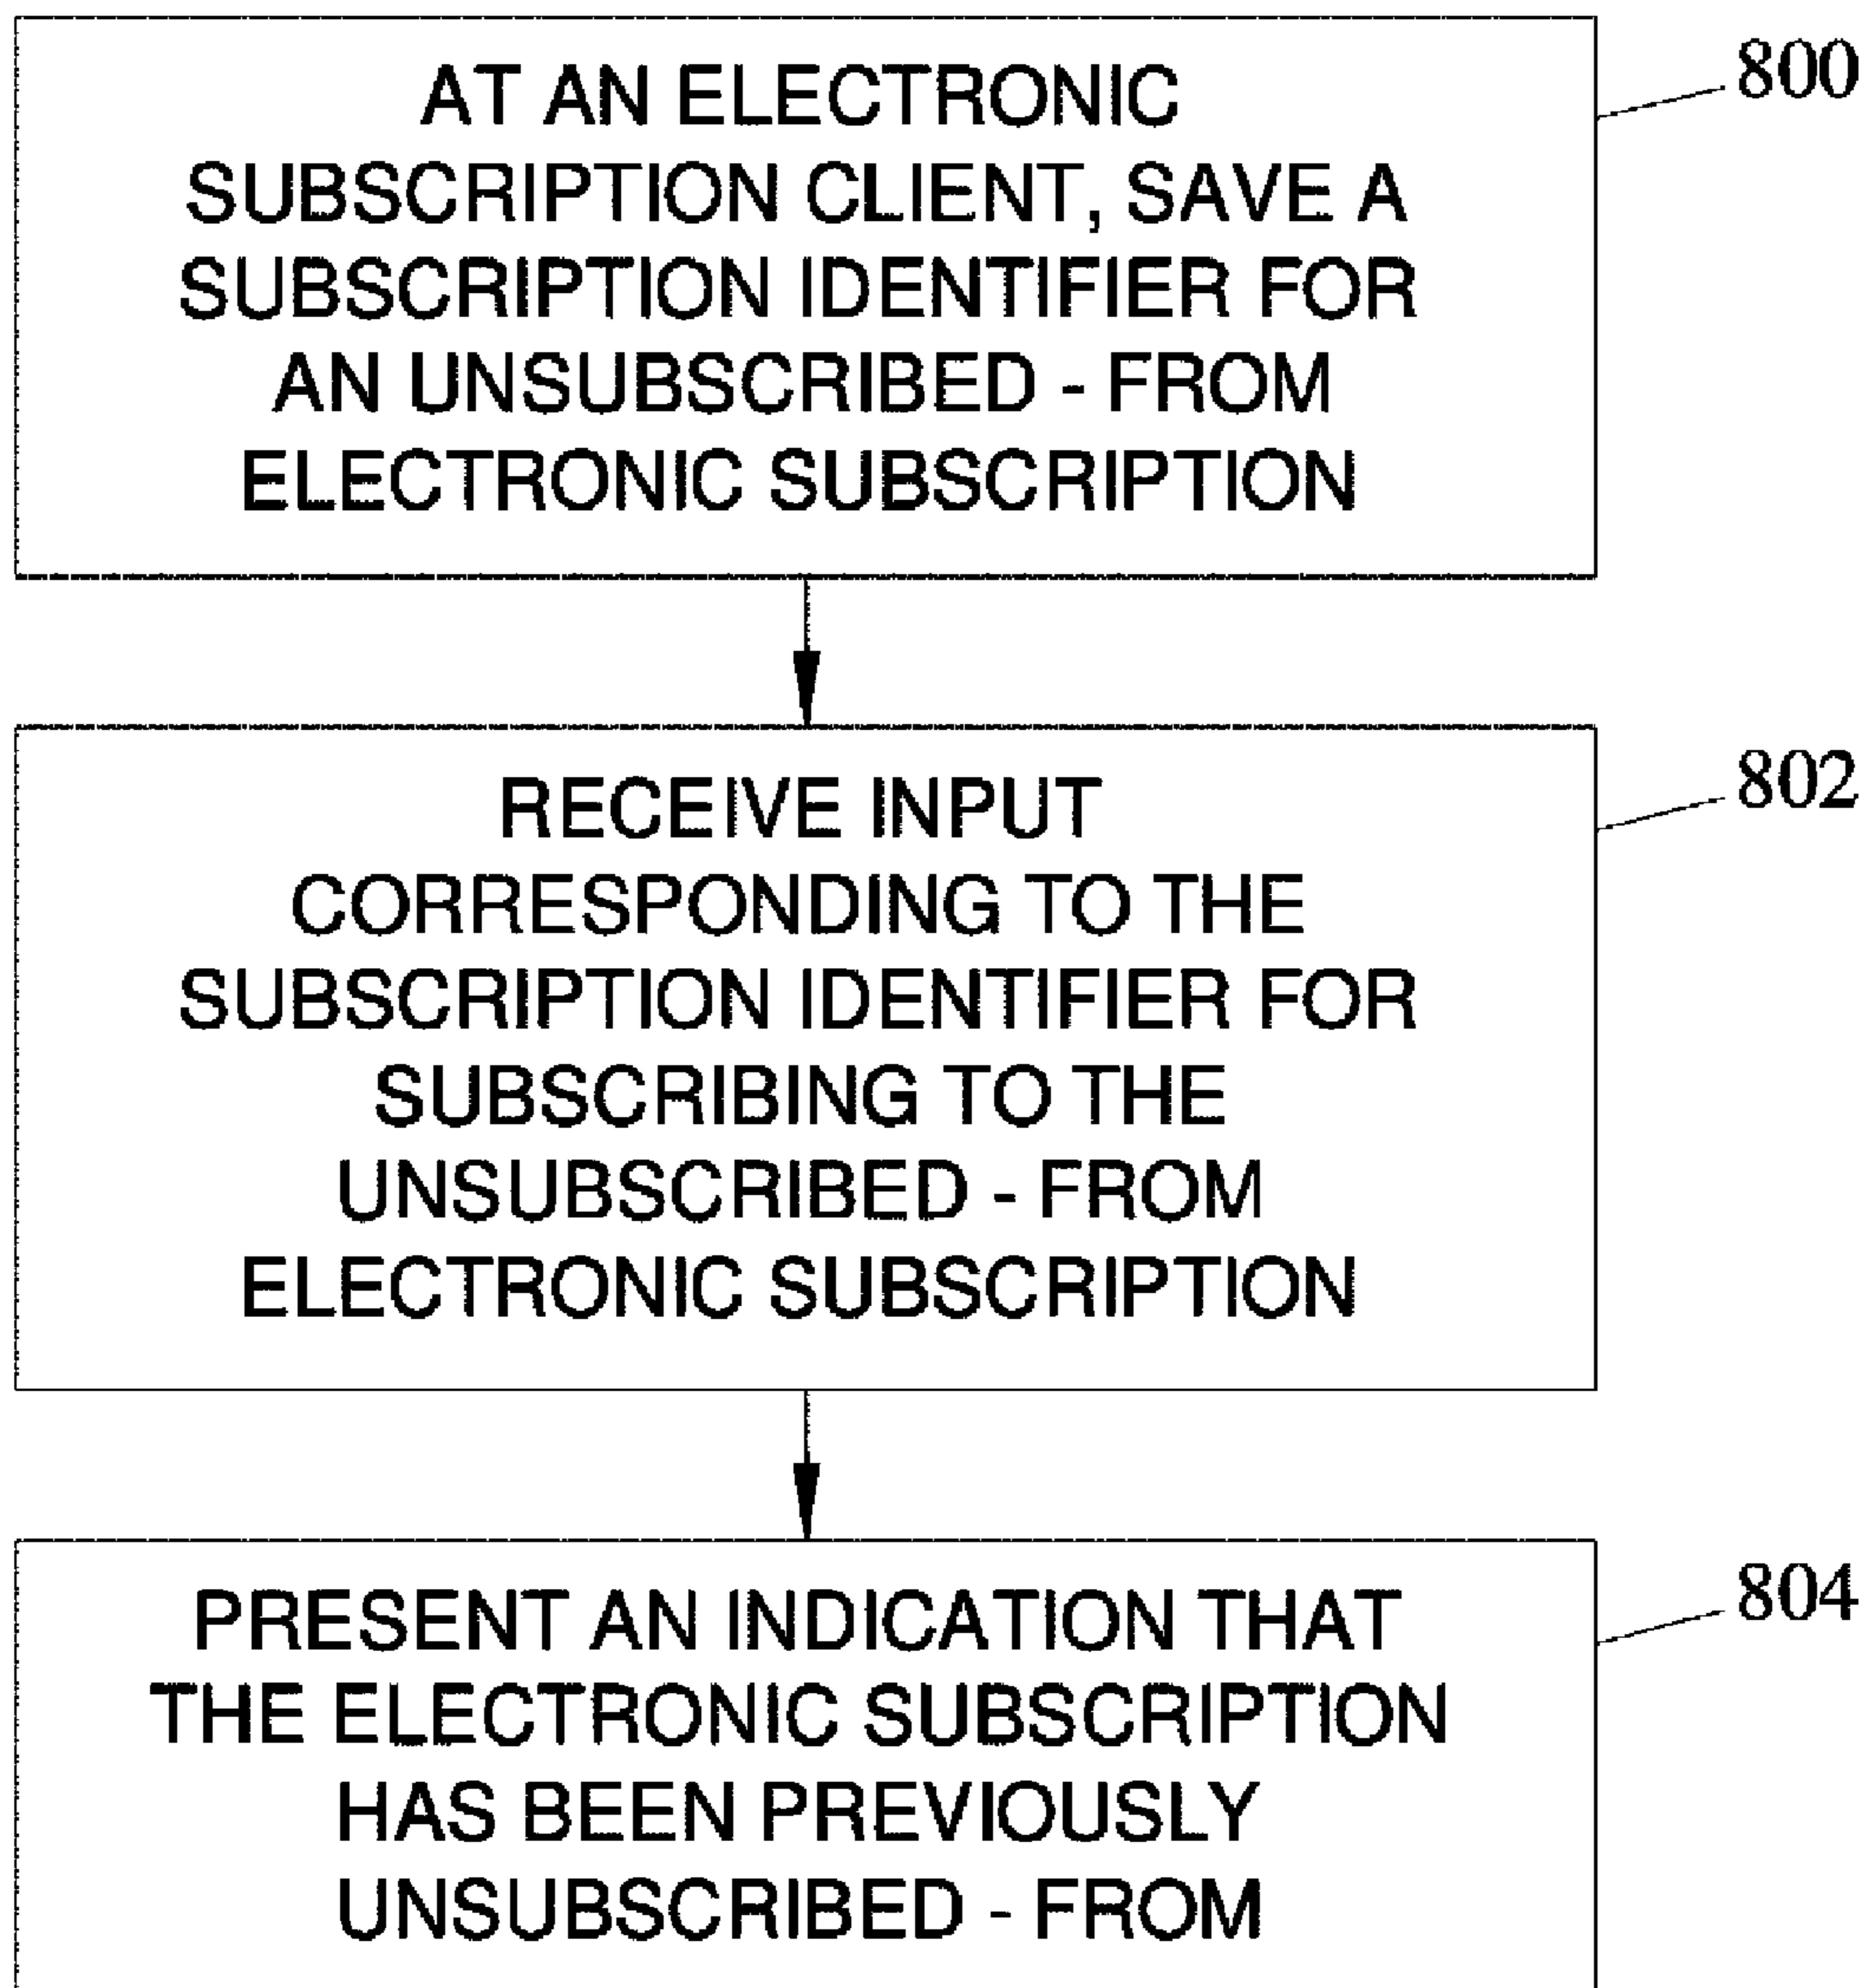 AT AN ELECTRONIC
SUBSCRIPTION CLIENT, SAVE A
SUBSCRIPTION IDENTIFIER FOR
AN UNSUBSCRIBED - FROM
ELECTRONIC SUBSCRIPTION
800
RECEIVE INPUT
CORRESPONDING TO THE
SUBSCRIPTION IDENTIFIER FOR
SUBSCRIBING TO THE
UNSUBSCRIBED - FROM
ELECTRONIC SUBSCRIPTION
802
PRESENT AN INDICATION THAT
THE ELECTRONIC SUBSCRIPTION
HAS BEEN PREVIOUSLY
UNSUBSCRIBED - FROM
804